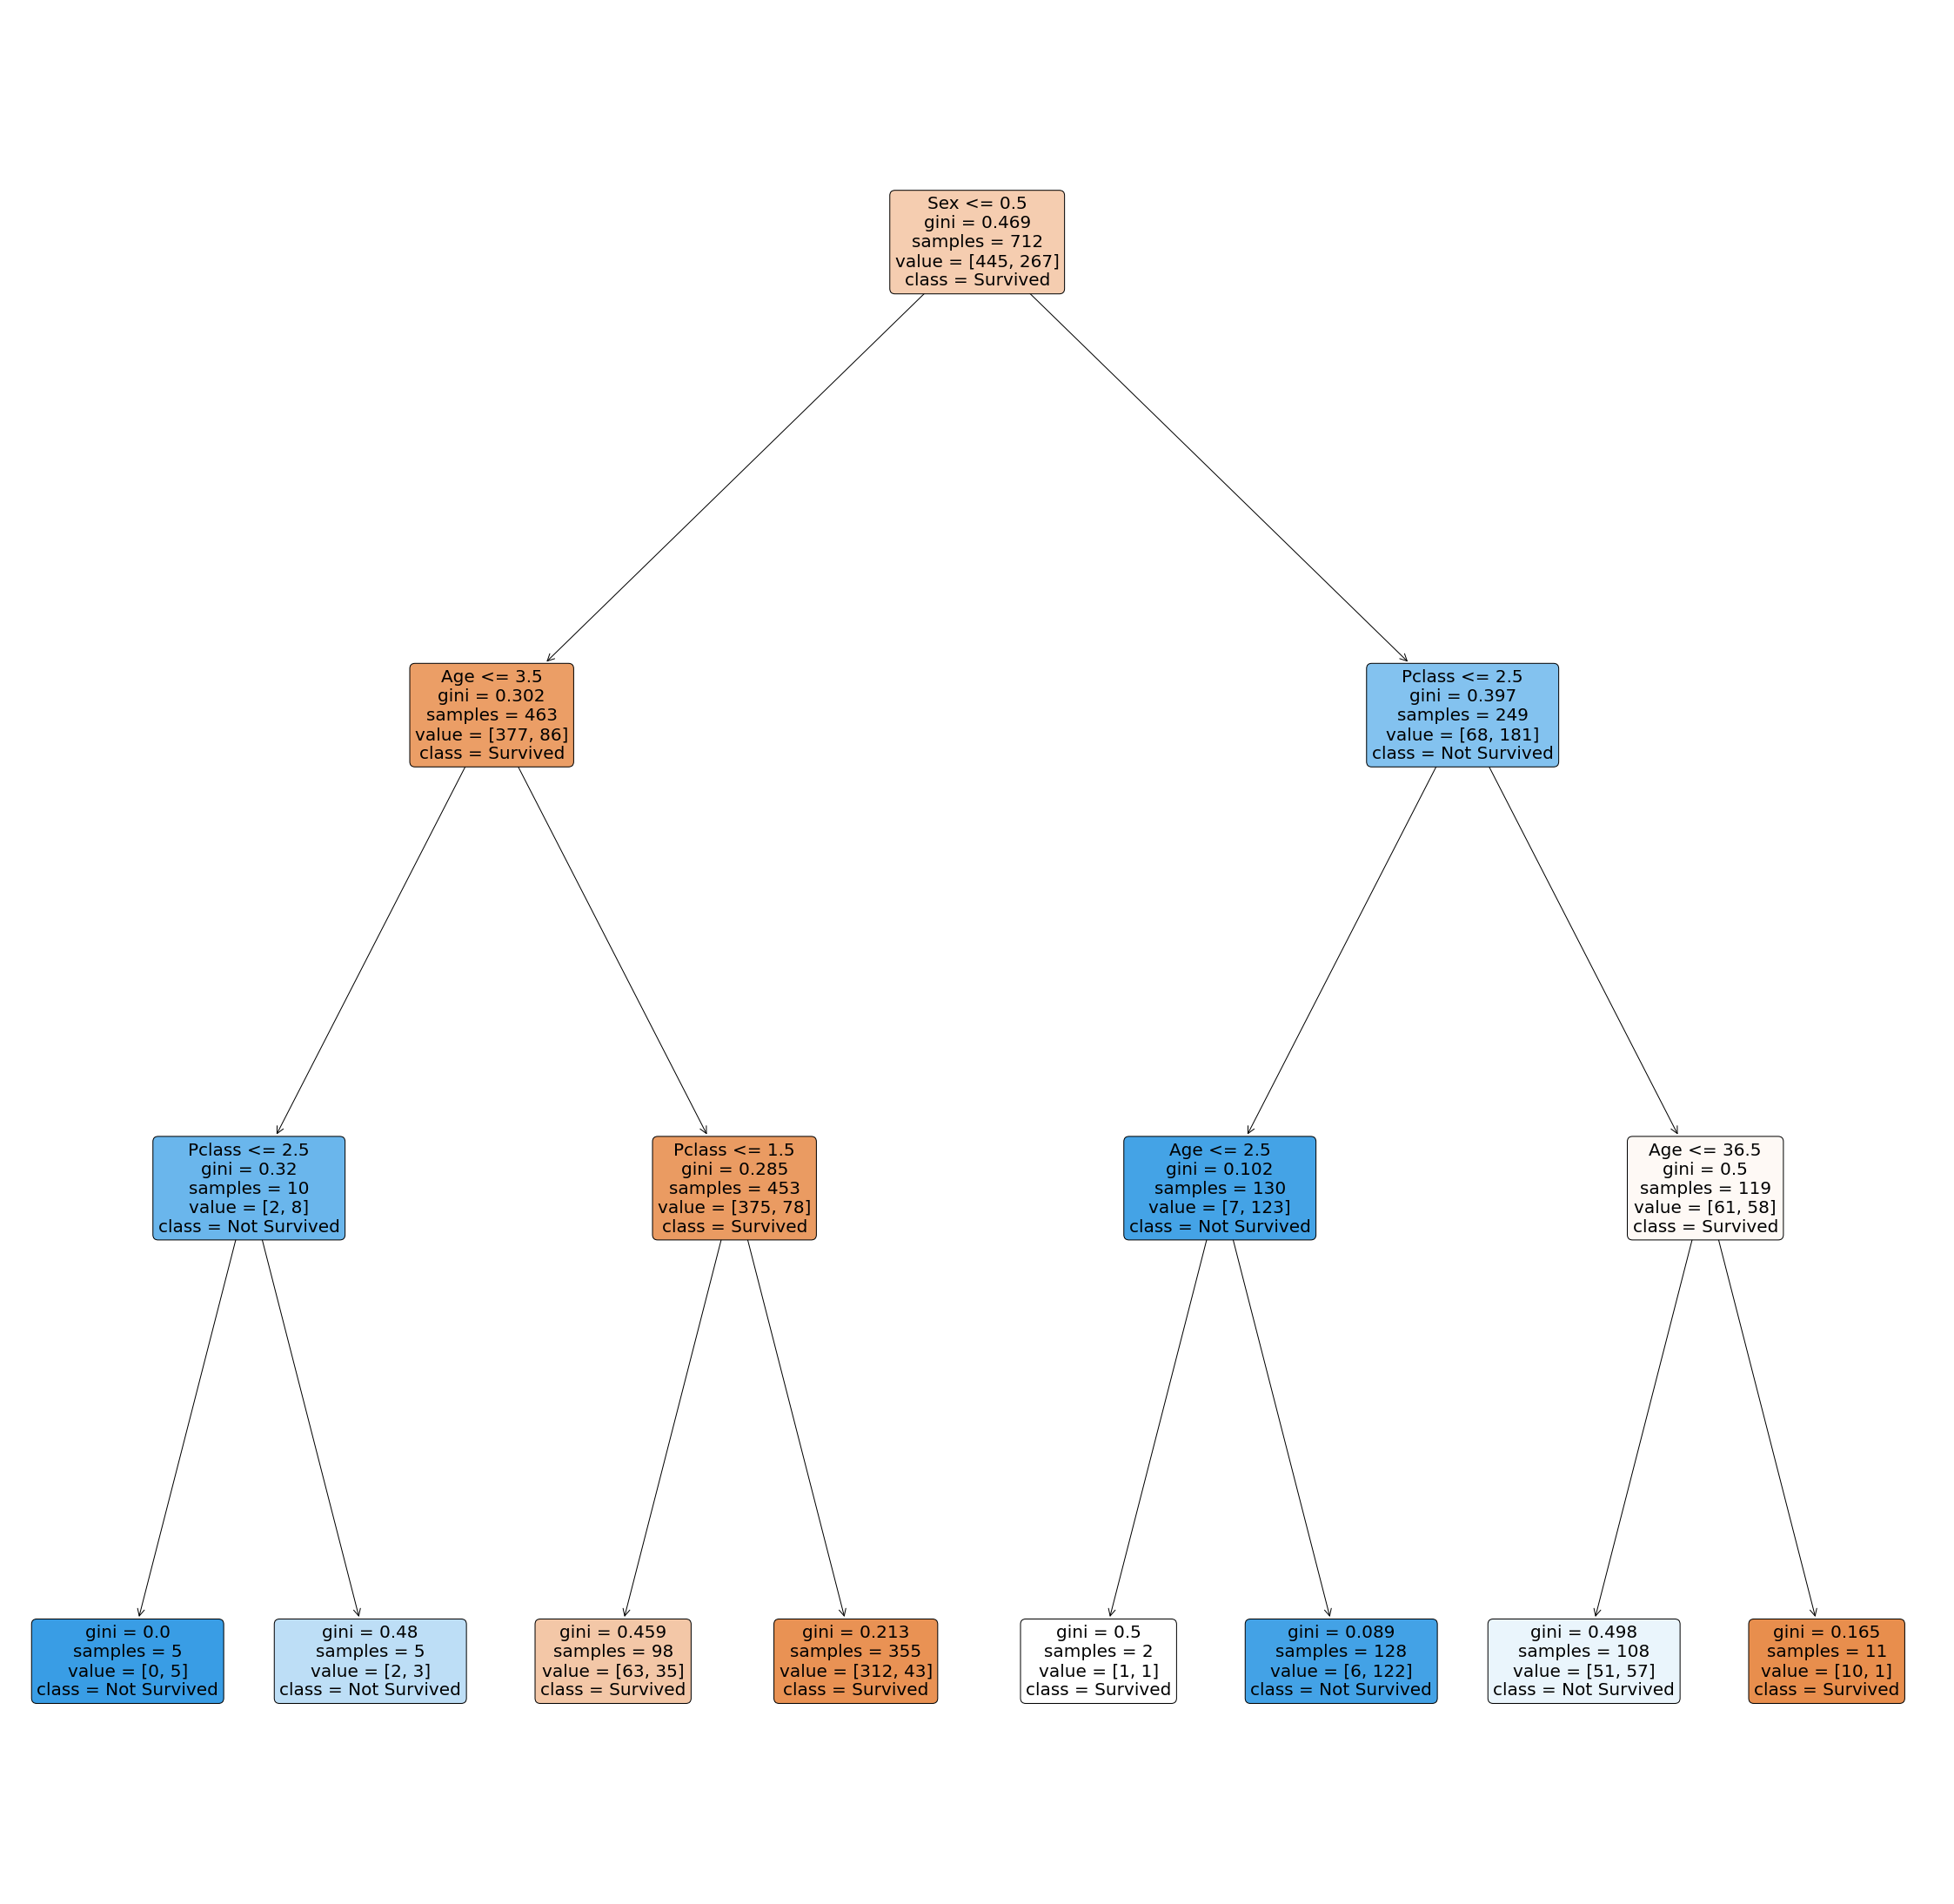 Sex <= 0.5
gini = 0.469
samples = 712
value = [445, 267]
class = Survived
Age <= 3.5
gini = 0.302
samples = 463
value = [377, 86]
class = Survived
Pclass <= 2.5
gini = 0.397
samples = 249
value = [68, 181]
class = Not Survived
Pclass <= 2.5
gini = 0.32
samples = 10
value = [2, 8]
class = Not Survived
Pclass <= 1.5
gini = 0.285
samples = 453
value = [375, 78]
class = Survived
Age <= 2.5
gini = 0.102
samples = 130
value = [7, 123]
class = Not Survived
Age <= 36.5
gini = 0.5
samples = 119
value = [61, 58]
class = Survived
gini = 0.0
samples = 5
value = [0, 5]
class = Not Survived
gini = 0.48
samples = 5
value = [2, 3]
class = Not Survived
gini = 0.459
samples = 98
value = [63, 35]
class = Survived
gini = 0.213
samples = 355
value = [312, 43]
class = Survived
gini = 0.5
samples = 2
value = [1, 1]
class = Survived
gini = 0.089
samples = 128
value = [6, 122]
class = Not Survived
gini = 0.498
samples = 108
value = [51, 57]
class = Not Survived
gini = 0.165
samples = 11
value = [10, 1]
class = Survived